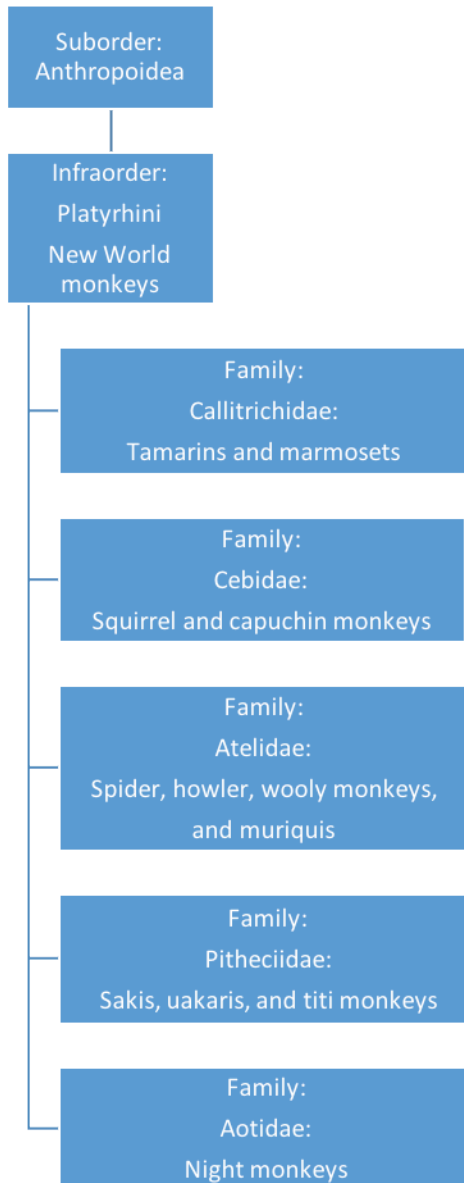 Suborder:
Anthropoidea
Infraorder:
Platyrhini
New World
monkeys
Family:
Callitrichidae:
Tamarins and marmosets
Family:
Cebidae:
Squirrel and capuchin monkeys
Family:
Atelidae:
Spider, howler, wooly monkeys,
and muriquis
Family:
Pitheciidae:
Sakis, uakaris, and titi monkeys
Family:
Aotidae:
Night monkeys